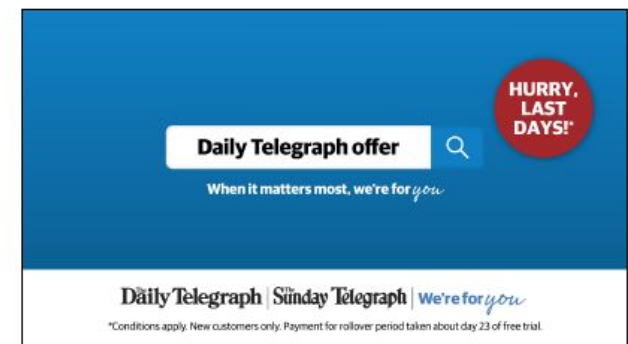 HURRY,
LAST
DAYS!*
Daily Telegraph offer
When it matters most, we're for you
The Daily Telegraph | The Sunday Telegraph | We're for you
*Conditions apply. New customers only. Payment for rollover period taken about day 23 of free trial.